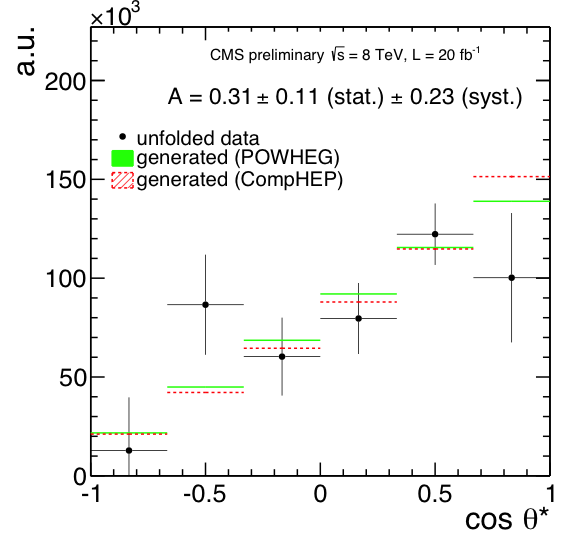 ×10³
a.u.
CMS preliminary √s = 8 TeV, L = 20 fb⁻¹
A = 0.31 ± 0.11 (stat.) ± 0.23 (syst.)
unfolded data
generated (POWHEG)
generated (CompHEP)
200
150
100
50
0
-1 -0.5 0 0.5 1
cos θ*